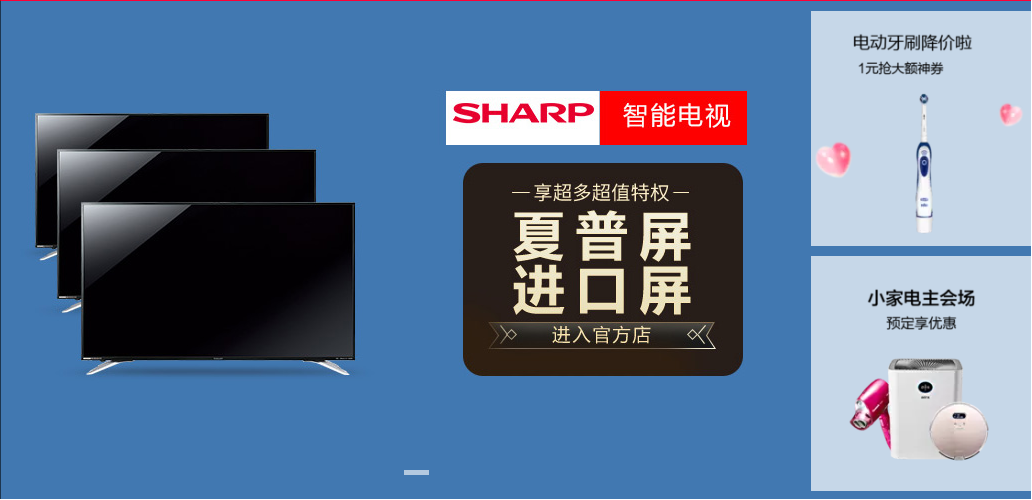 SHARP 智能电视
享超多超值特权
夏普屏
进口屏
进入官方店
电动牙刷降价啦
1元抢大额神券
小家电主会场
预定享优惠